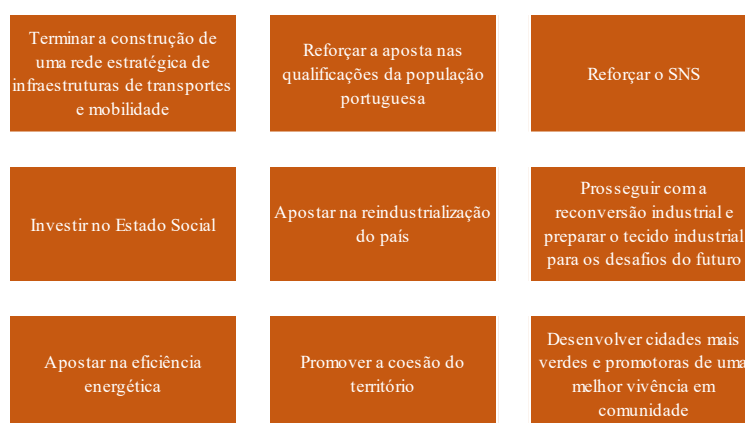 Terminar a construção de
uma rede estratégica de
infraestruturas de transportes
e mobilidade
Reforçar a aposta nas
qualificações da população
portuguesa
Reforçar o SNS
Investir no Estado Social
Apostar na reindustrialização
do país
Prosseguir com a
reconversão industrial e
preparar o tecido industrial
para os desafios do futuro
Apostar na eficiência
energética
Promover a coesão do
território
Desenvolver cidades mais
verdes e promotoras de uma
melhor vivência em
comunidade